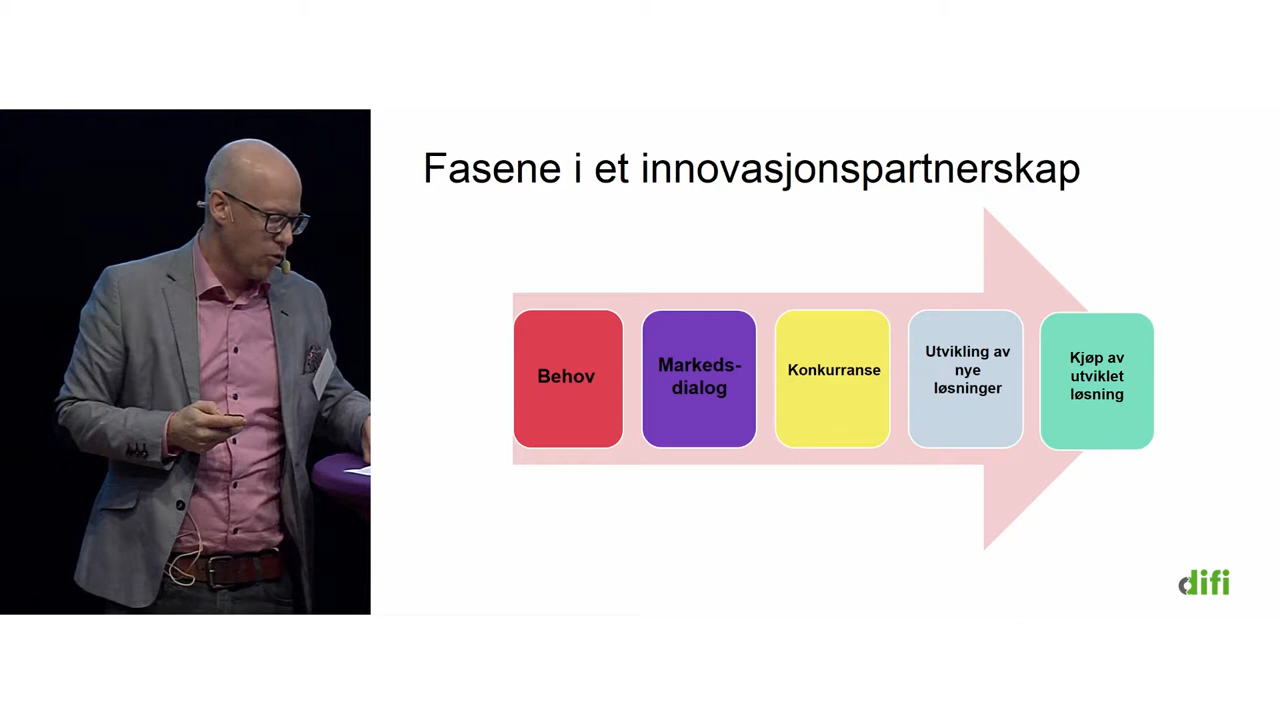 Fasene i et innovasjonspartnerskap
Behov
Markeds-
dialog
Konkurranse
Utvikling av
nye
løsninger
Kjøp av
utviklet
løsning
difi